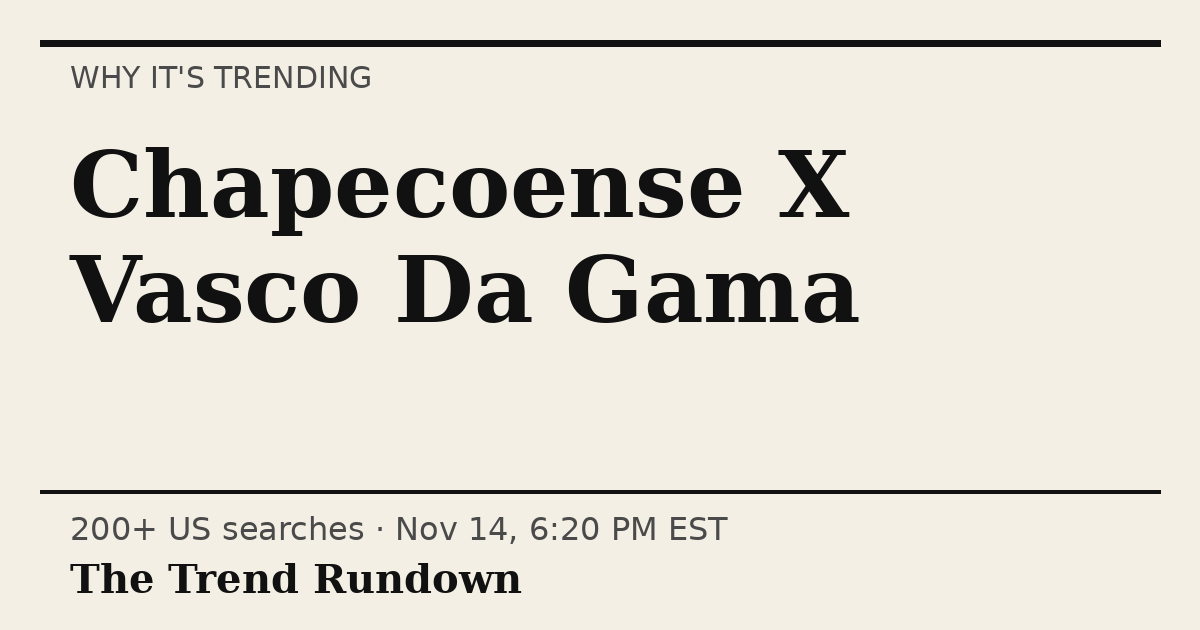 WHY IT'S TRENDING
Chapecoense X
Vasco Da Gama
200+ US searches · Nov 14, 6:20 PM EST
The Trend Rundown